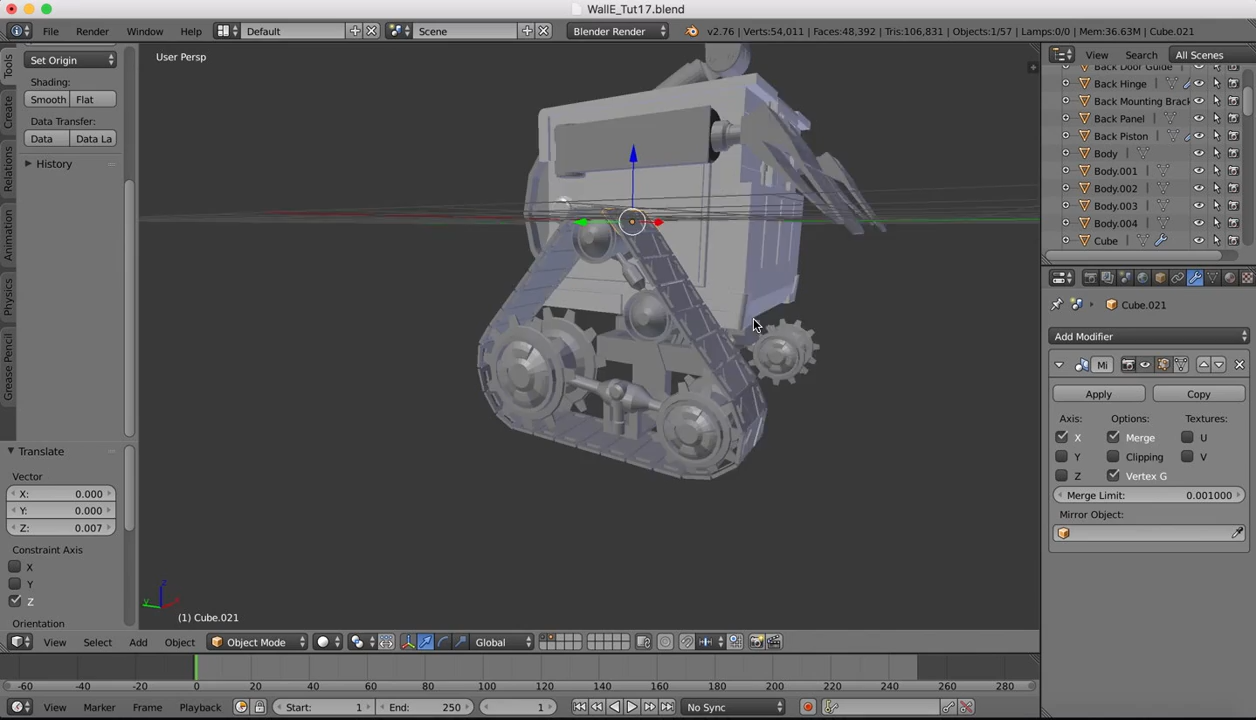 WallE_Tut17.blend
File Render Window Help Default Scene Blender Render v2.76 | Verts:54,011 | Faces:48,392 | Tris:106,831 | Objects:1/57 | Lamps:0/0 | Mem:36.63M | Cube.021
Set Origin
Shading:
Smooth Flat
Data Transfer:
Data Data La
History
Tools
Create
Relations
Animation
Physics
Grease Pencil
Translate
Vector
X: 0.000
Y: 0.000
Z: 0.007
Constraint Axis
X
Y
Z
Orientation
User Persp
(1) Cube.021
View Select Add Object Object Mode Global
View Search All Scenes
Back Door Guide
Back Hinge
Back Mounting Brack
Back Panel
Back Piston
Body
Body.001
Body.002
Body.003
Body.004
Cube
Cube.021
Add Modifier
Mi
Apply Copy
Axis: Options: Textures:
X Merge U
Y Clipping V
Z Vertex G
Merge Limit: 0.001000
Mirror Object:
-60 -40 -20 0 20 40 60 80 100 120 140 160 180 200 220 240 260 280
View Marker Frame Playback Start: 1 End: 250 1 No Sync